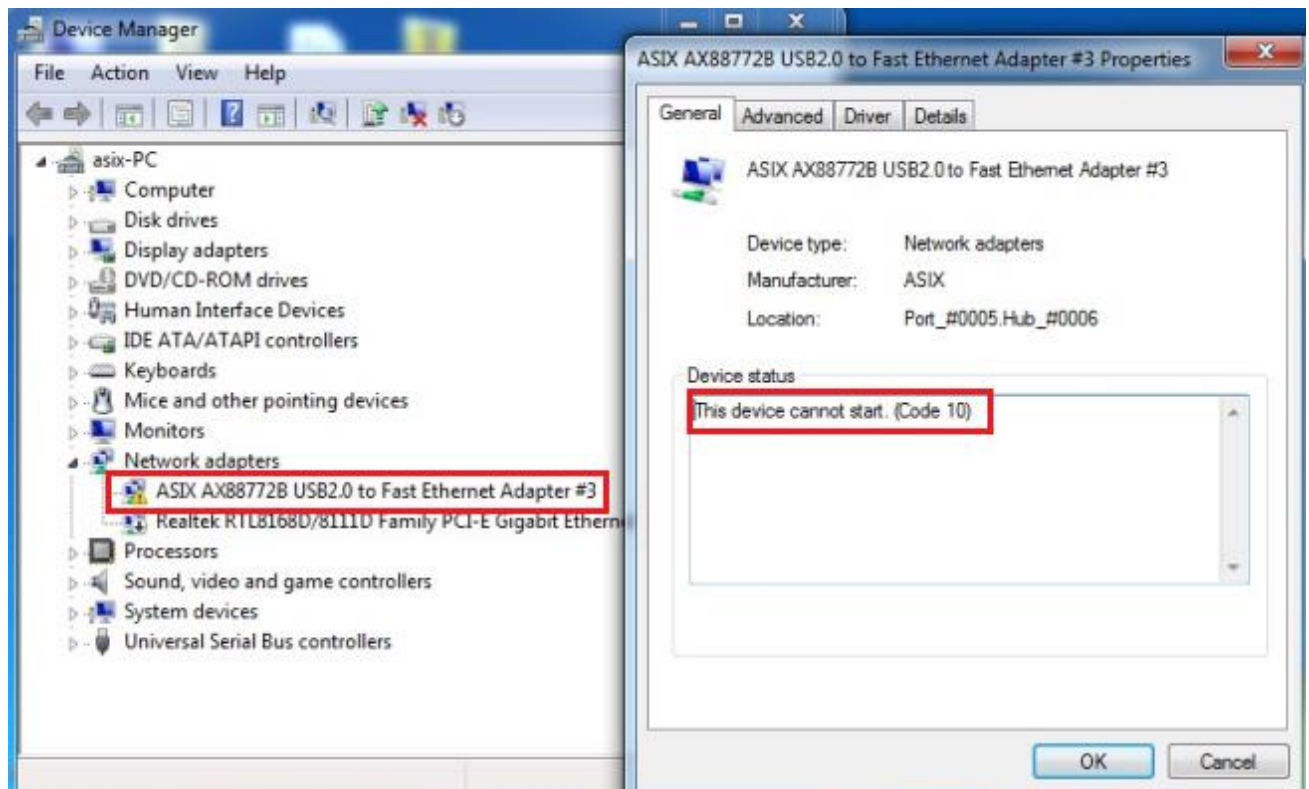 Device Manager
File Action View Help
asix-PC
Computer
Disk drives
Display adapters
DVD/CD-ROM drives
Human Interface Devices
IDE ATA/ATAPI controllers
Keyboards
Mice and other pointing devices
Monitors
Network adapters
ASIX AX88772B USB2.0 to Fast Ethernet Adapter #3
Realtek RTL8168D/8111D Family PCI-E Gigabit Ethern
Processors
Sound, video and game controllers
System devices
Universal Serial Bus controllers
ASIX AX88772B USB2.0 to Fast Ethernet Adapter #3 Properties
General Advanced Driver Details
ASIX AX88772B USB2.0 to Fast Ethernet Adapter #3
Device type: Network adapters
Manufacturer: ASIX
Location: Port_#0005.Hub_#0006
Device status
This device cannot start. (Code 10)
OK Cancel